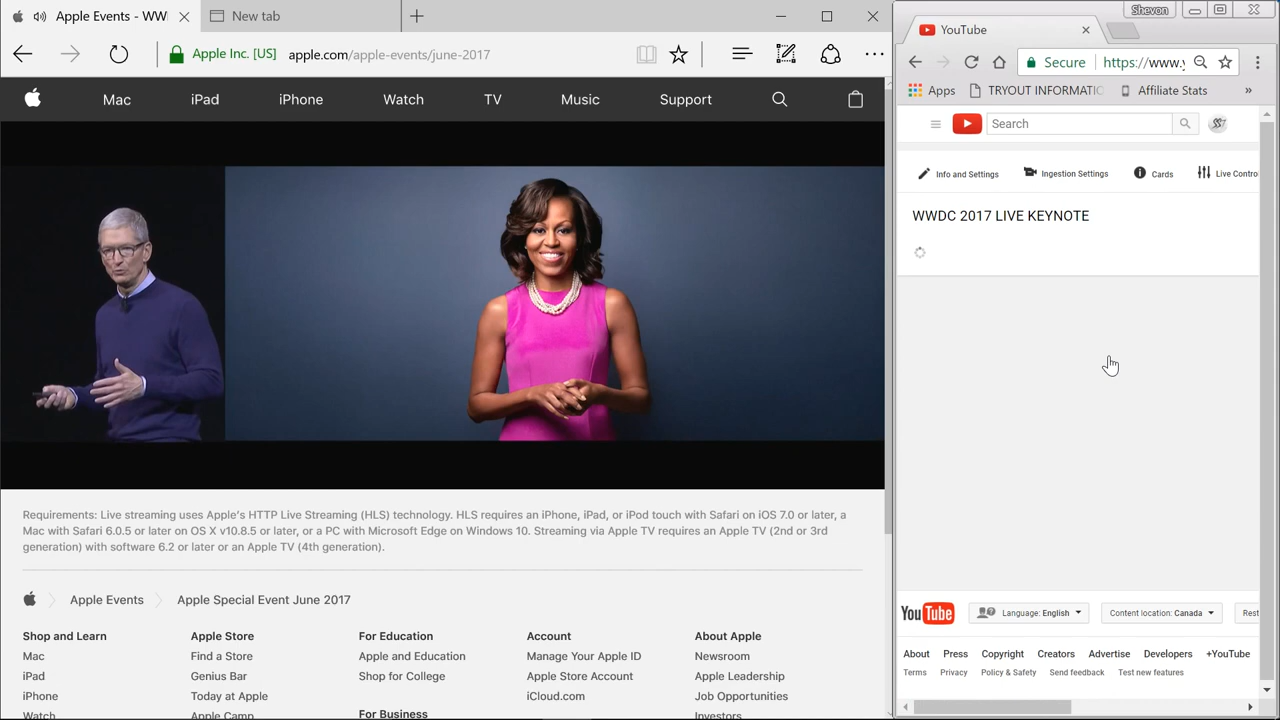 Apple Events - WW
New tab
Apple Inc. [US]
apple.com/apple-events/june-2017
Mac
iPad
iPhone
Watch
TV
Music
Support
Requirements: Live streaming uses Apple's HTTP Live Streaming (HLS) technology. HLS requires an iPhone, iPad, or iPod touch with Safari on iOS 7.0 or later, a
Mac with Safari 6.0.5 or later on OS X v10.8.5 or later, or a PC with Microsoft Edge on Windows 10. Streaming via Apple TV requires an Apple TV (2nd or 3rd
generation) with software 6.2 or later or an Apple TV (4th generation).
Apple Events
Apple Special Event June 2017
Shop and Learn
Mac
iPad
iPhone
Watch
Apple Store
Find a Store
Genius Bar
Today at Apple
Apple Camp
For Education
Apple and Education
Shop for College
For Business
Account
Manage Your Apple ID
Apple Store Account
iCloud.com
About Apple
Newsroom
Apple Leadership
Job Opportunities
Investors
Shevon
YouTube
Secure
https://www.y
Apps
TRYOUT INFORMATIC
Affiliate Stats
»
Search
Info and Settings
Ingestion Settings
Cards
Live Contro
WWDC 2017 LIVE KEYNOTE
YouTube
Language: English
Content location: Canada
Rest
About Press Copyright Creators Advertise Developers +YouTube
Terms Privacy Policy & Safety Send feedback Test new features